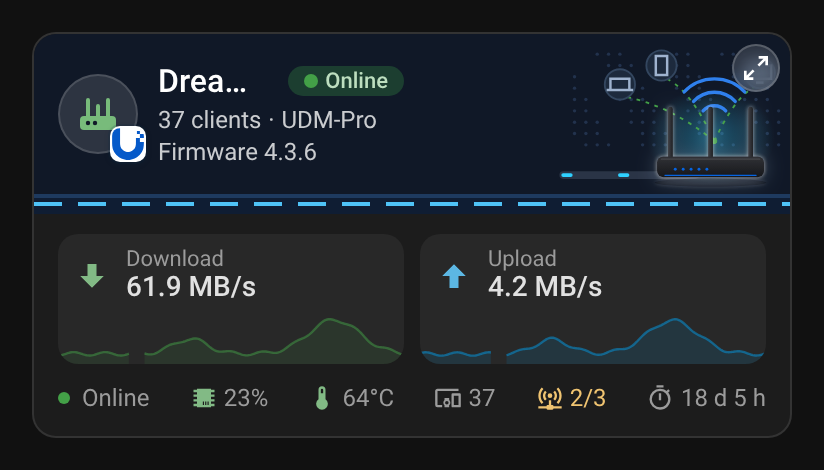 Drea...
Online
37 clients · UDM-Pro
Firmware 4.3.6
Download
61.9 MB/s
Upload
4.2 MB/s
Online
23%
64°C
37
2/3
18 d 5 h